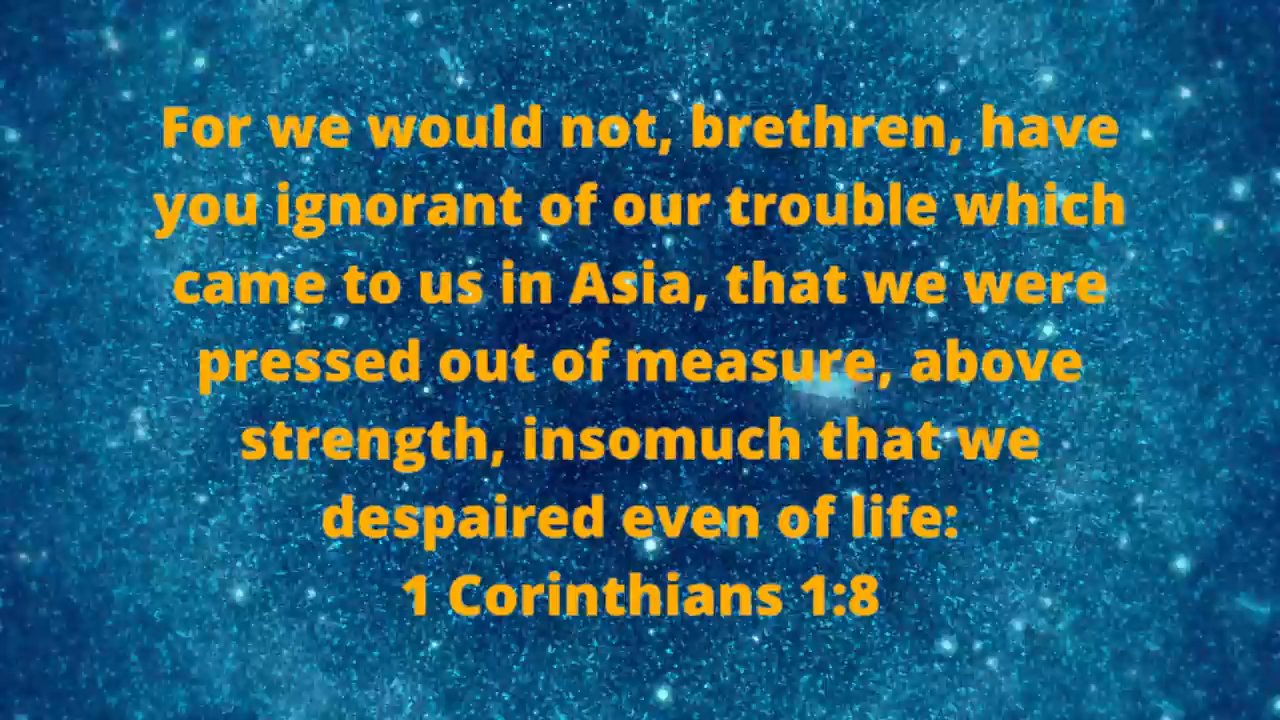 For we would not, brethren, have
you ignorant of our trouble which
came to us in Asia, that we were
pressed out of measure, above
strength, insomuch that we
despaired even of life:
1 Corinthians 1:8